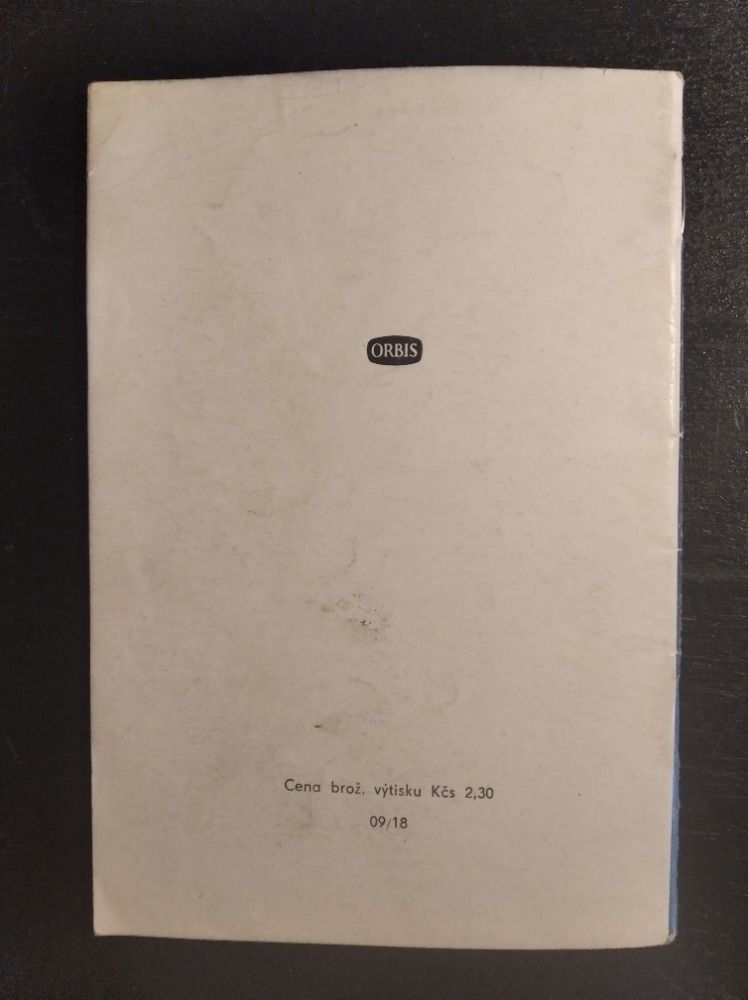 ORBIS
Cena brož. výtisku Kčs 2,30
09/18